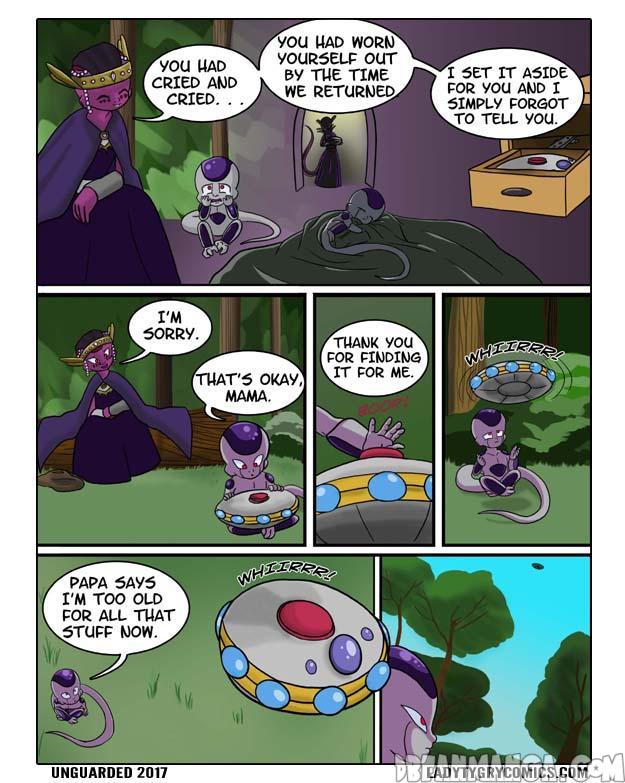 YOU HAD
CRIED AND
CRIED. . .
YOU HAD WORN
YOURSELF OUT
BY THE TIME
WE RETURNED
I SET IT ASIDE
FOR YOU AND I
SIMPLY FORGOT
TO TELL YOU.
I'M
SORRY.
THAT'S OKAY,
MAMA.
THANK YOU
FOR FINDING
IT FOR ME.
BOOP!
WHIIRRR!
PAPA SAYS
I'M TOO OLD
FOR ALL THAT
STUFF NOW.
WHIIRRR!
UNGUARDED 2017
LADYTYGRYCOMICS.COM
DBFANMANGA.COM